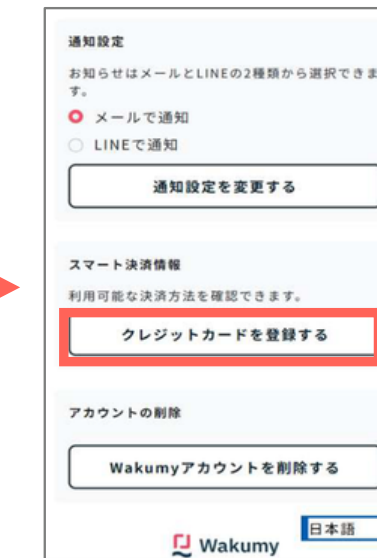 通知設定
お知らせはメールとLINEの2種類から選択できま
す。
メールで通知
LINEで通知
通知設定を変更する
スマート決済情報
利用可能な決済方法を確認できます。
クレジットカードを登録する
アカウントの削除
Wakumyアカウントを削除する
日本語
Wakumy